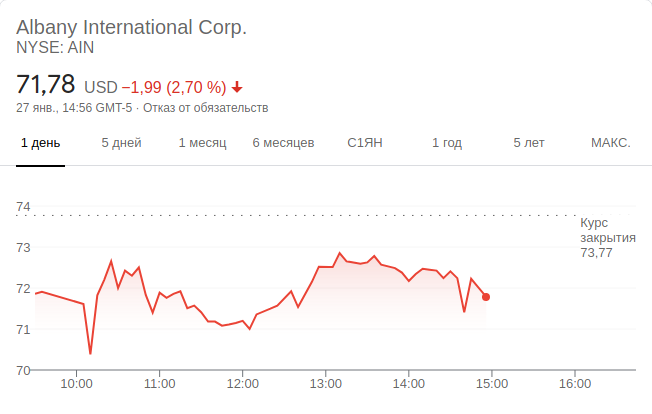 Albany International Corp.
NYSE: AIN
71,78 USD −1,99 (2,70 %)
27 янв., 14:56 GMT-5 · Отказ от обязательств
1 день 5 дней 1 месяц 6 месяцев С1ЯН 1 год 5 лет МАКС.
74
Курс
закрытия
73,77
73
72
71
70
10:00 11:00 12:00 13:00 14:00 15:00 16:00